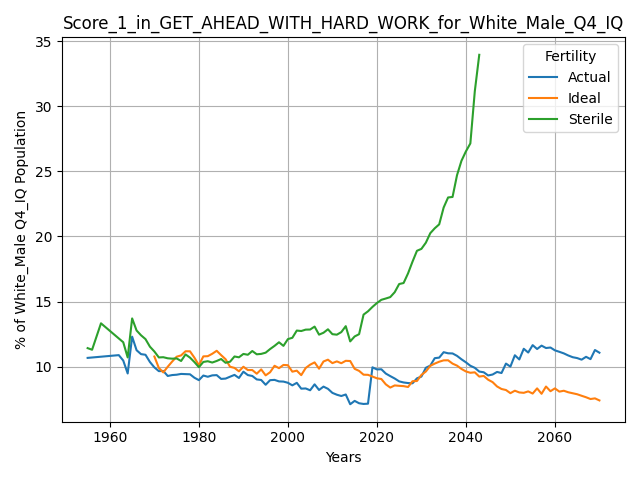 Score_1_in_GET_AHEAD_WITH_HARD_WORK_for_White_Male_Q4_IQ
% of White_Male Q4_IQ Population
35
30
25
20
15
10
Fertility
Actual
Ideal
Sterile
1960 1980 2000 2020 2040 2060
Years